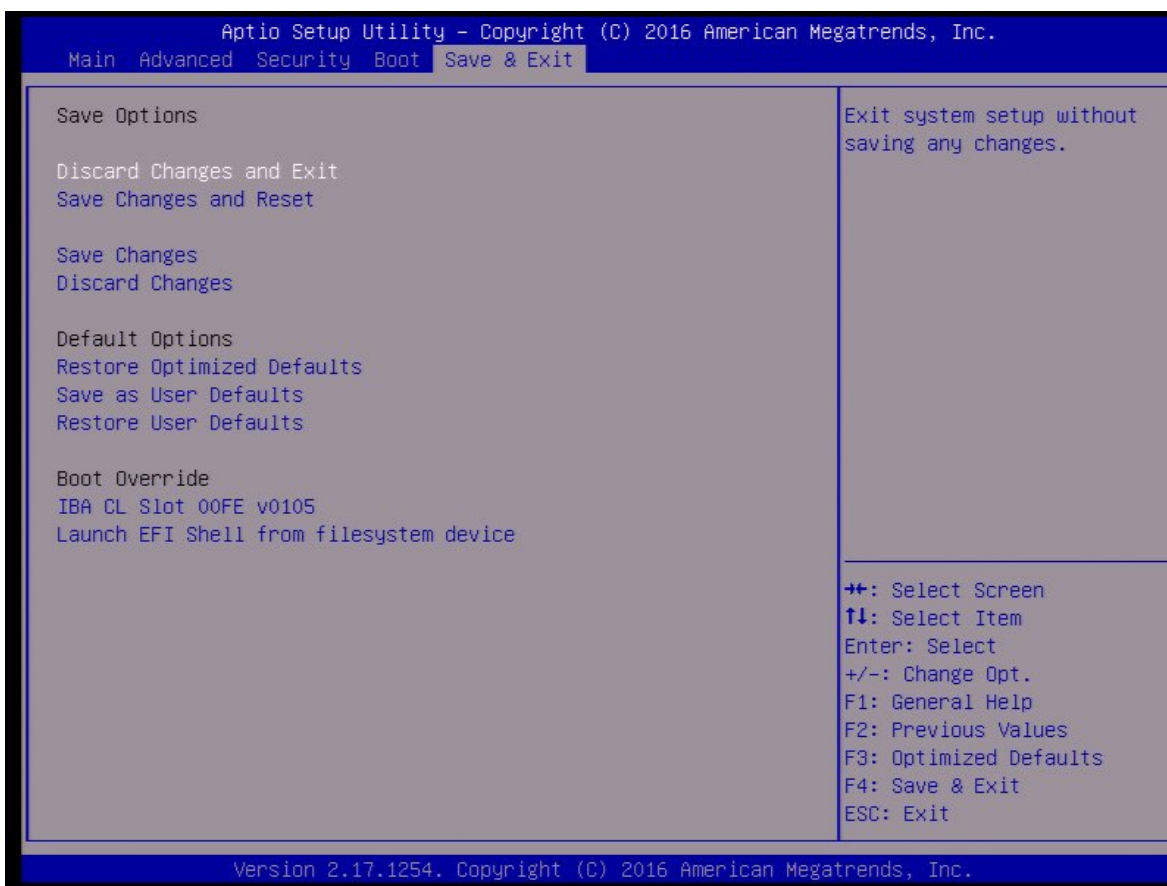 Aptio Setup Utility – Copyright (C) 2016 American Megatrends, Inc.
Main Advanced Security Boot Save & Exit
Save Options
Discard Changes and Exit
Save Changes and Reset
Save Changes
Discard Changes
Default Options
Restore Optimized Defaults
Save as User Defaults
Restore User Defaults
Boot Override
IBA CL Slot 00FE v0105
Launch EFI Shell from filesystem device
Exit system setup without
saving any changes.
→←: Select Screen
↑↓: Select Item
Enter: Select
+/-: Change Opt.
F1: General Help
F2: Previous Values
F3: Optimized Defaults
F4: Save & Exit
ESC: Exit
Version 2.17.1254. Copyright (C) 2016 American Megatrends, Inc.